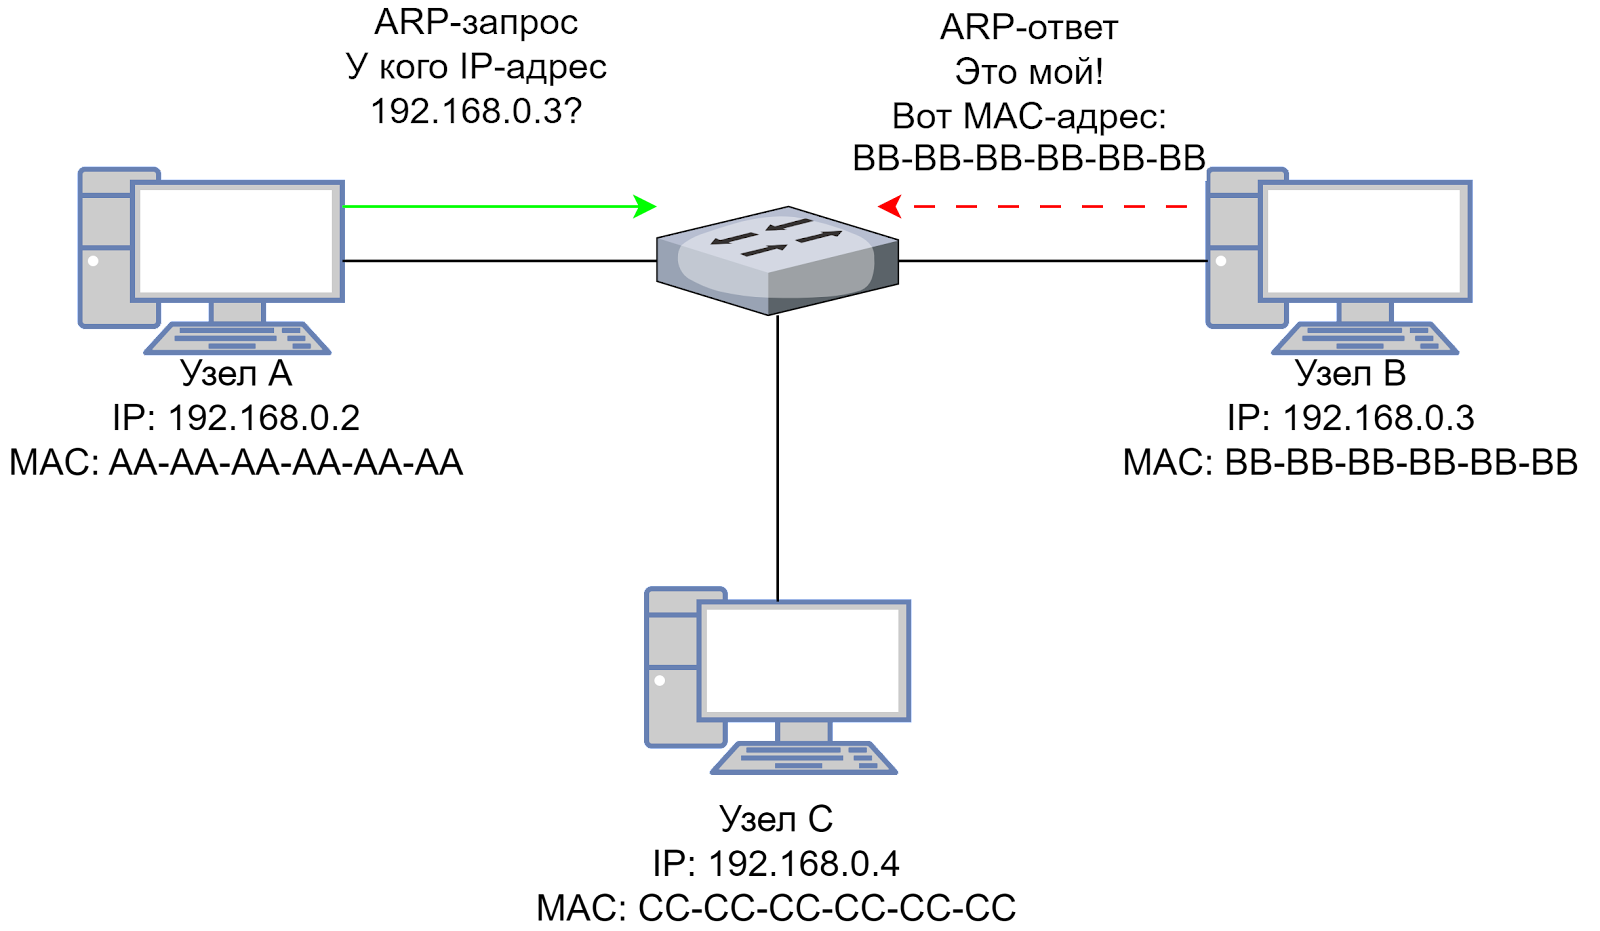 ARP-запрос
У кого IP-адрес
192.168.0.3?
ARP-ответ
Это мой!
Вот MAC-адрес:
BB-BB-BB-BB-BB-BB
Узел A
IP: 192.168.0.2
MAC: AA-AA-AA-AA-AA-AA
Узел B
IP: 192.168.0.3
MAC: BB-BB-BB-BB-BB-BB
Узел C
IP: 192.168.0.4
MAC: CC-CC-CC-CC-CC-CC